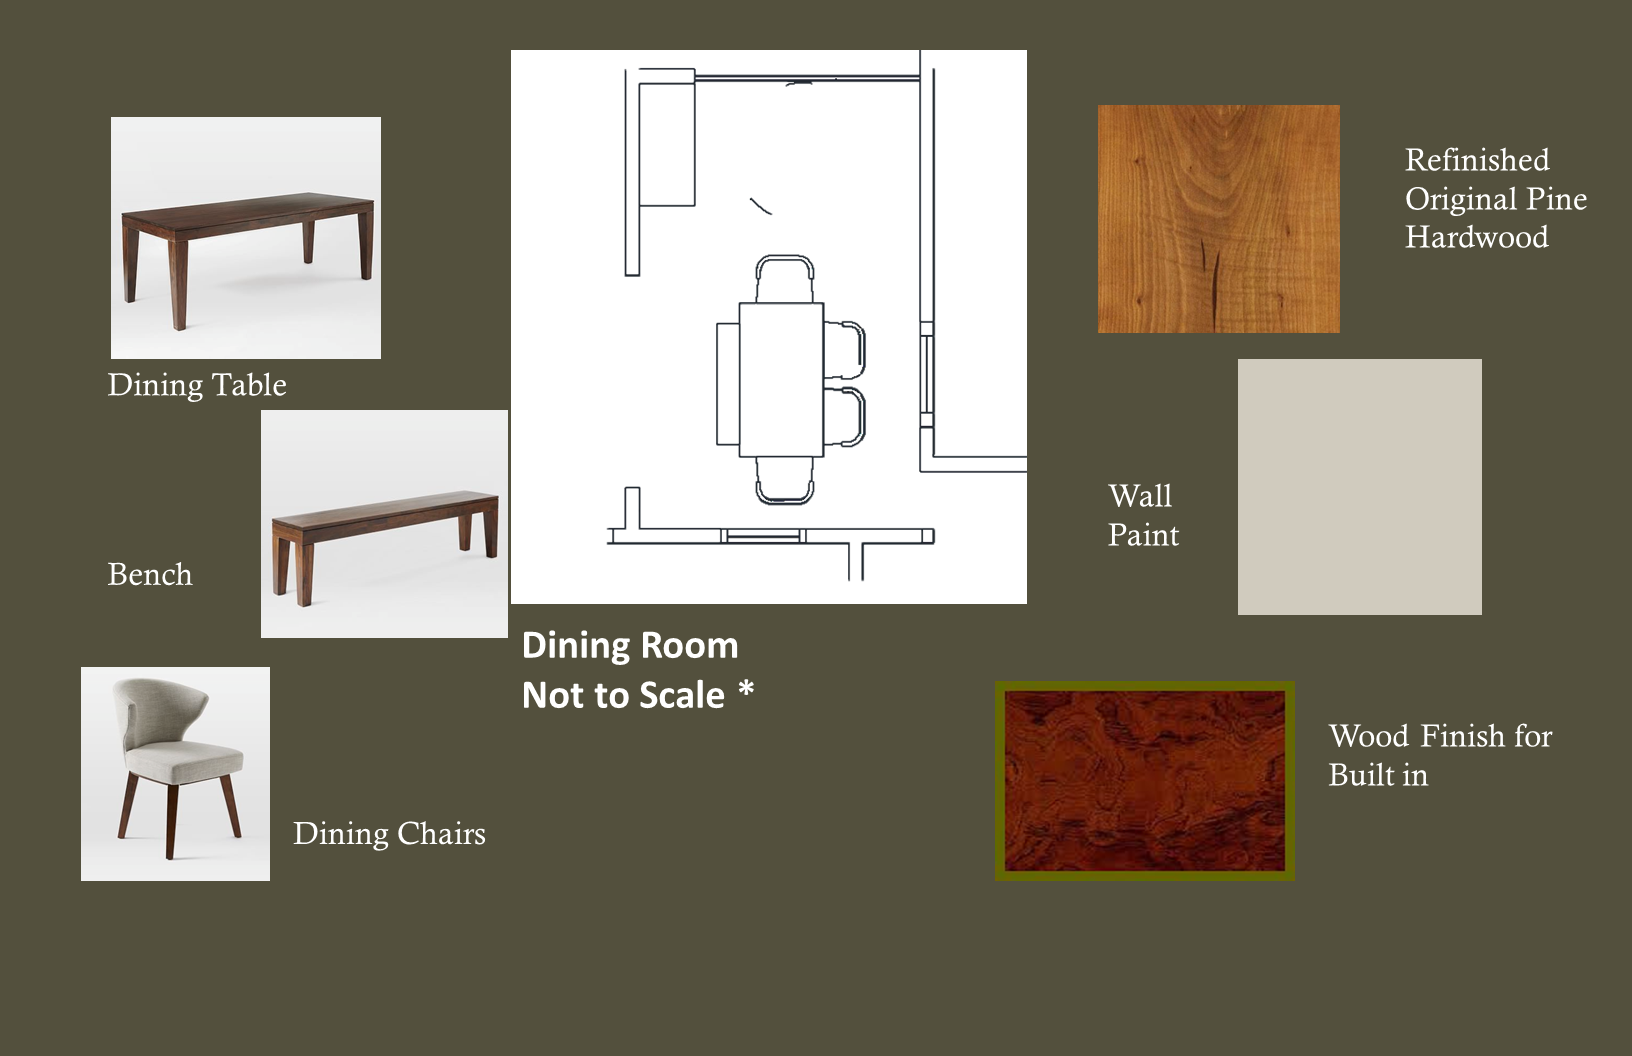 Dining Table
Bench
Dining Chairs
Dining Room
Not to Scale *
Refinished
Original Pine
Hardwood
Wall
Paint
Wood Finish for
Built in